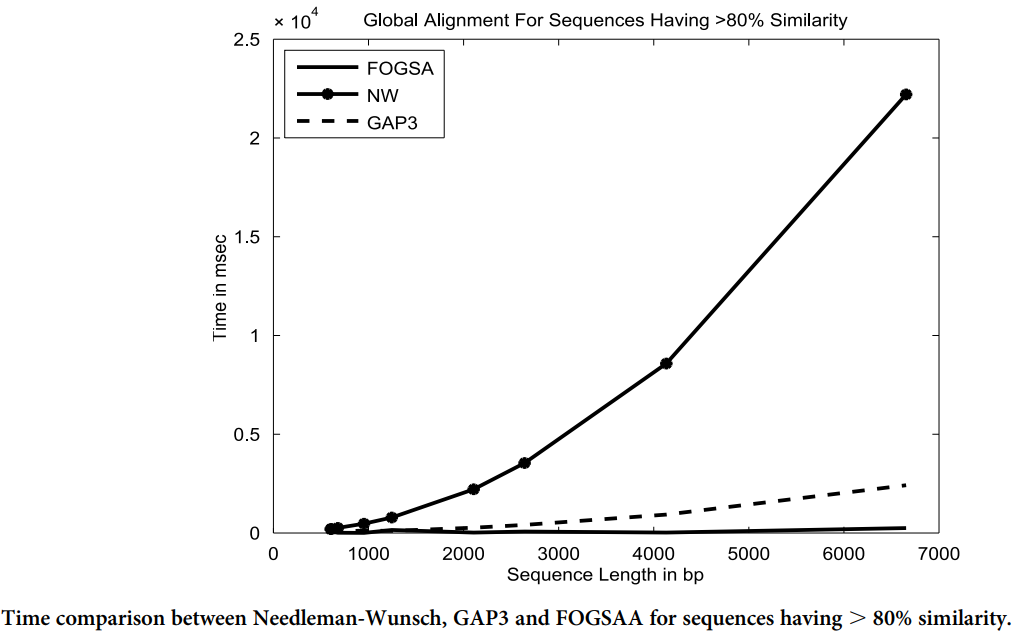 × 10^4 Global Alignment For Sequences Having >80% Similarity
2.5
FOGSA
NW
GAP3
2
1.5
1
0.5
0
Time in msec
0 1000 2000 3000 4000 5000 6000 7000
Sequence Length in bp
Time comparison between Needleman-Wunsch, GAP3 and FOGSAA for sequences having > 80% similarity.